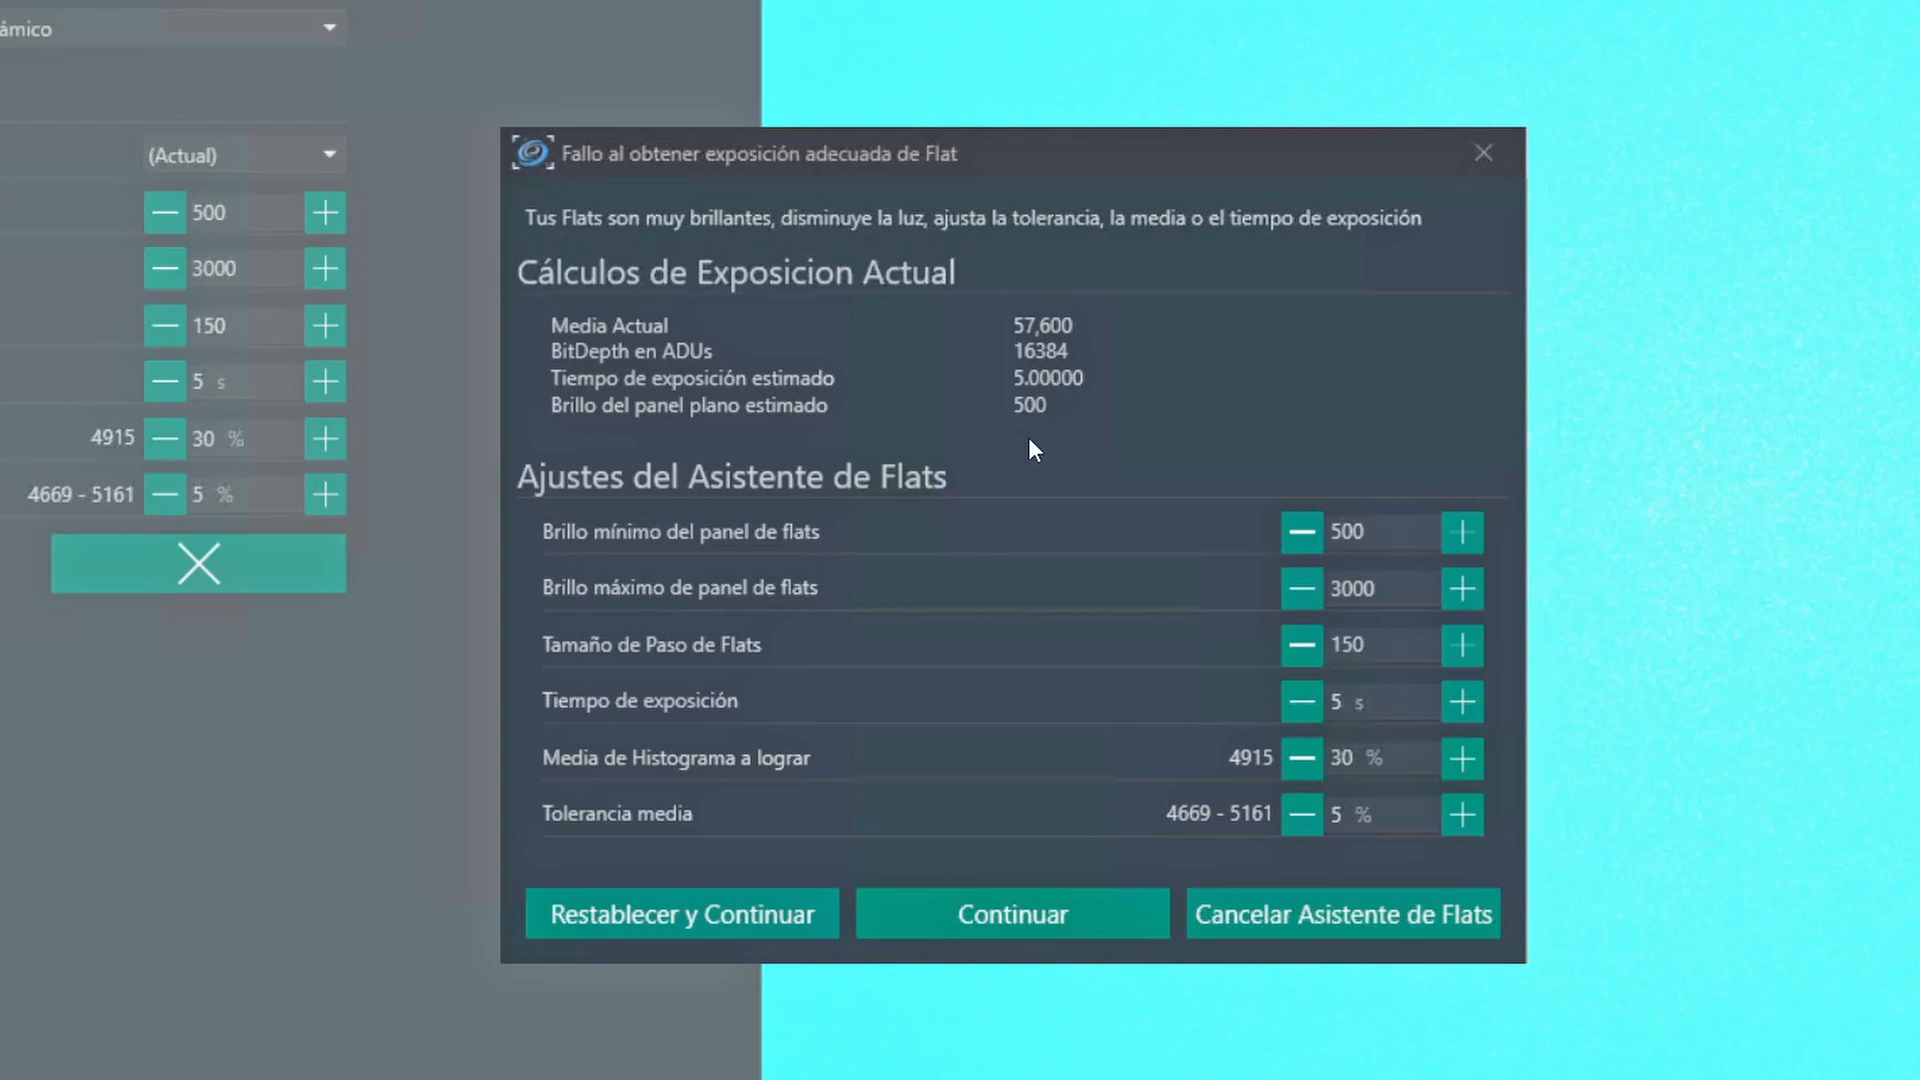 ámico
(Actual)
500
3000
150
5 s
4915 30 %
4669 - 5161 5 %
Fallo al obtener exposición adecuada de Flat
Tus Flats son muy brillantes, disminuye la luz, ajusta la tolerancia, la media o el tiempo de exposición
Cálculos de Exposicion Actual
Media Actual 57,600
BitDepth en ADUs 16384
Tiempo de exposición estimado 5.00000
Brillo del panel plano estimado 500
Ajustes del Asistente de Flats
Brillo mínimo del panel de flats 500
Brillo máximo de panel de flats 3000
Tamaño de Paso de Flats 150
Tiempo de exposición 5 s
Media de Histograma a lograr 4915 30 %
Tolerancia media 4669 - 5161 5 %
Restablecer y Continuar
Continuar
Cancelar Asistente de Flats